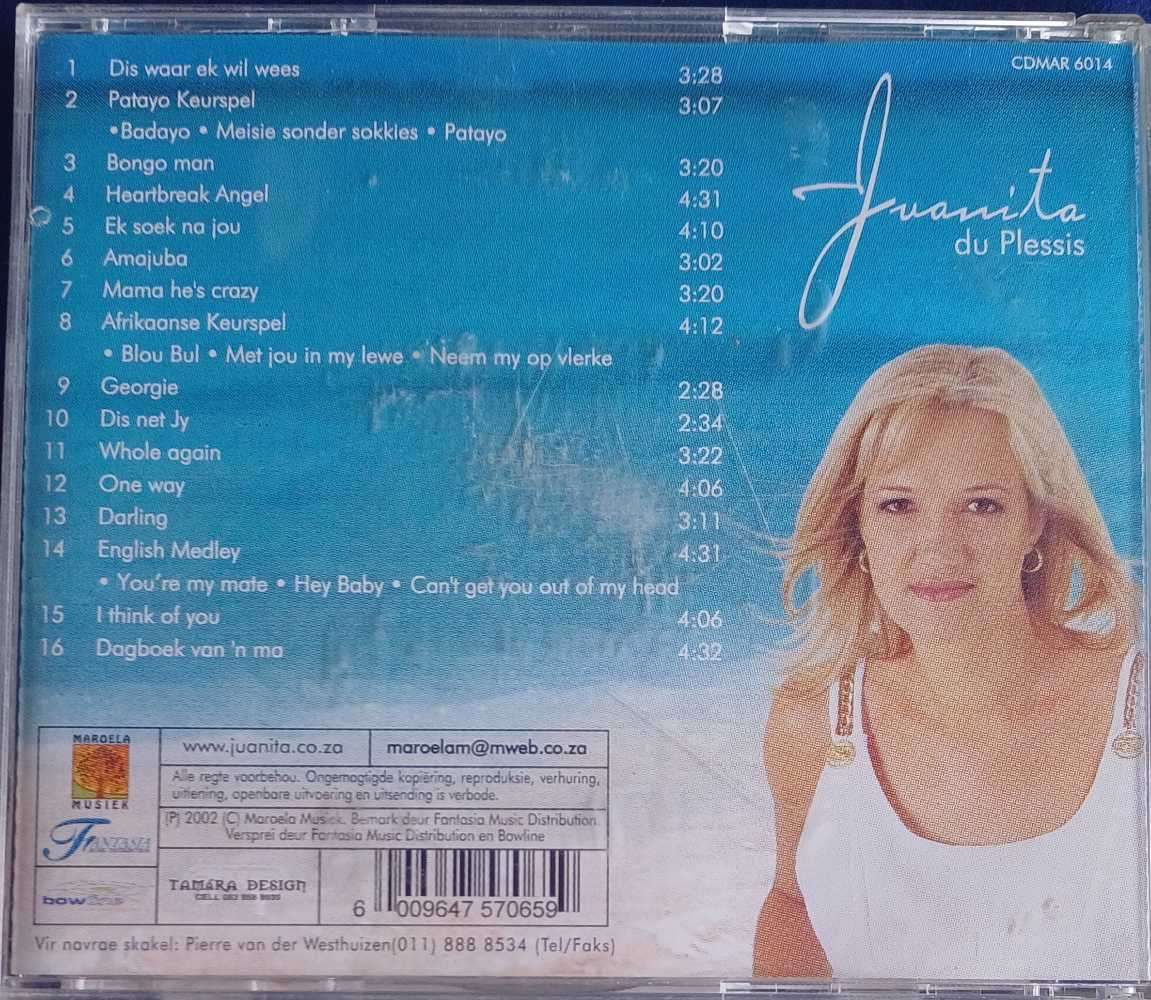 1 Dis waar ek wil wees 3:28
2 Patayo Keurspel 3:07
•Badayo • Meisie sonder sokkies • Patayo
3 Bongo man 3:20
4 Heartbreak Angel 4:31
5 Ek soek na jou 4:10
6 Amajuba 3:02
7 Mama he's crazy 3:20
8 Afrikaanse Keurspel 4:12
• Blou Bul • Met jou in my lewe • Neem my op vlerke
9 Georgie 2:28
10 Dis net Jy 2:34
11 Whole again 3:22
12 One way 4:06
13 Darling 3:11
14 English Medley 4:31
• You're my mate • Hey Baby • Can't get you out of my head
15 I think of you 4:06
16 Dagboek van 'n ma 4:32
CDMAR 6014
Juanita
du Plessis
MAROELA
MUSIEK
FANTASIA
bowline
www.juanita.co.za
maroelam@mweb.co.za
Alle regte voorbehou. Ongemagtigde kopiëring, reproduksie, verhuring,
uitlening, openbare uitvoering en uitsending is verbode.
(P) 2002 (C) Maroela Musiek. Bemark deur Fantasia Music Distribution.
Versprei deur Fantasia Music Distribution en Bowline
TAMARA DESIGN
6 009647 570659
Vir navrae skakel: Pierre van der Westhuizen(011) 888 8534 (Tel/Faks)